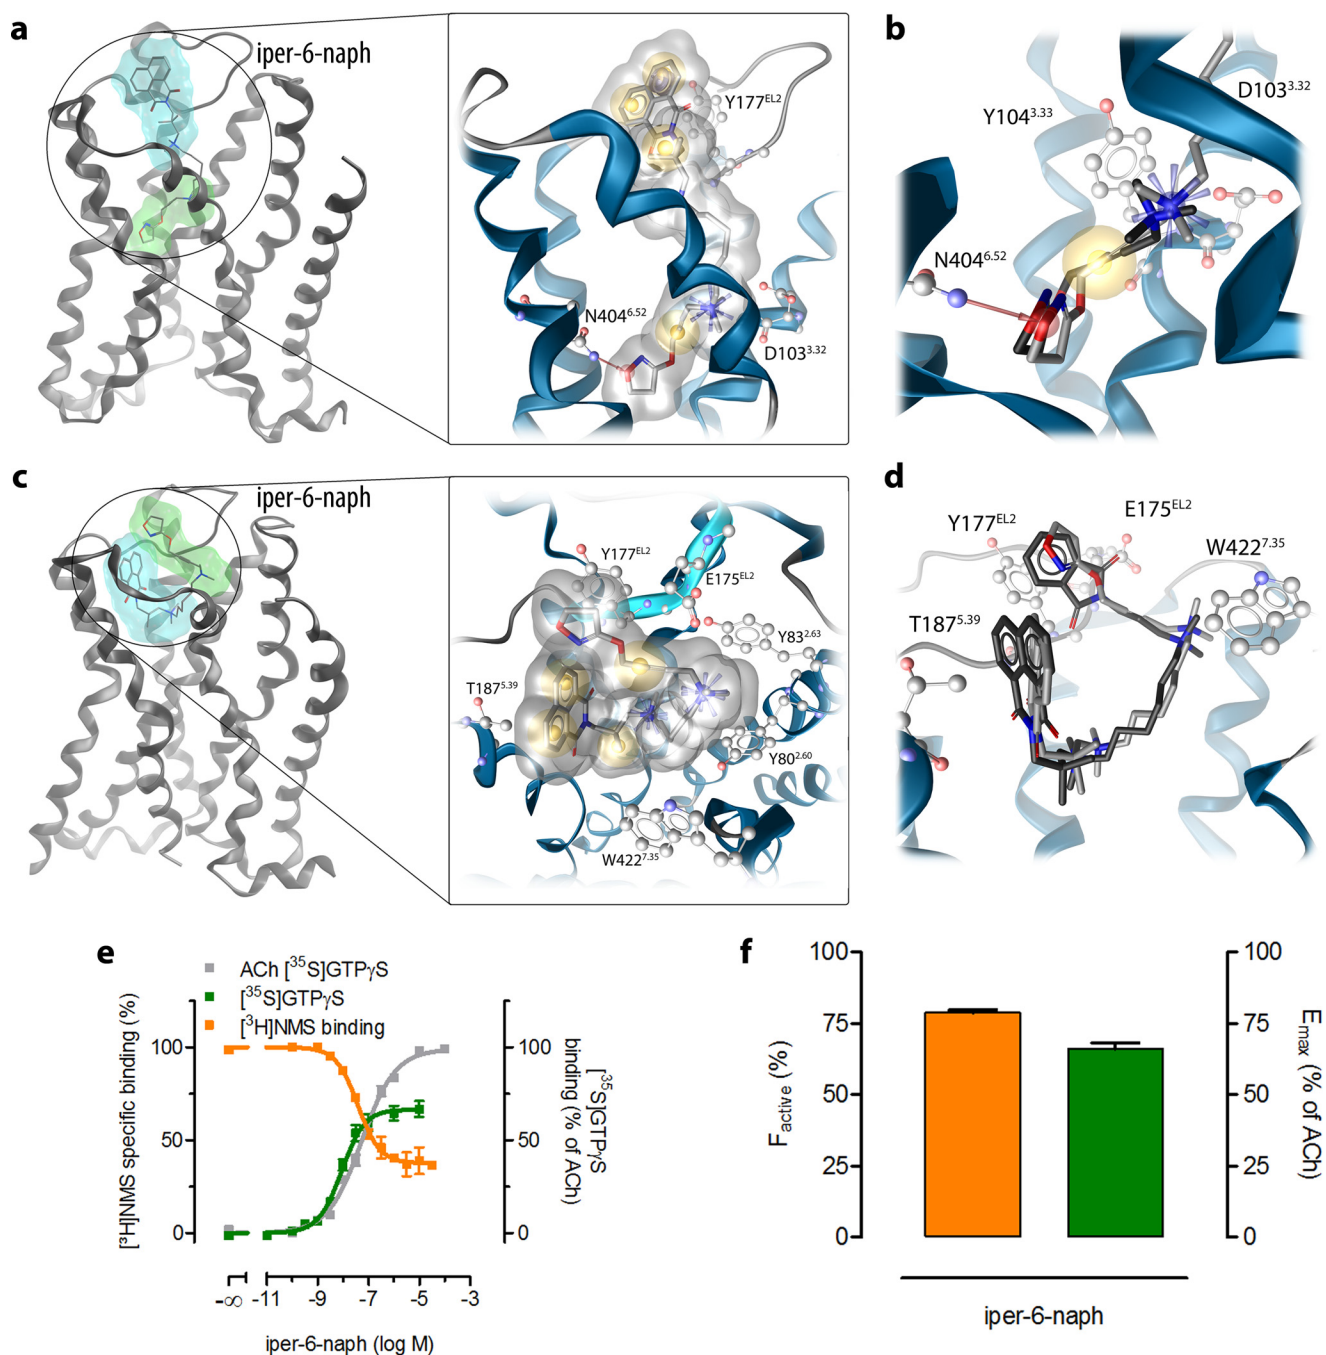 a
iper-6-naph
Y177EL2
N4046.52
D1033.32
b
D1033.32
Y1043.33
N4046.52
c
iper-6-naph
Y177EL2
E175EL2
Y832.63
T1875.39
Y802.60
W4227.35
d
Y177EL2
E175EL2
W4227.35
T1875.39
e
ACh [35S]GTPγS
[35S]GTPγS
[3H]NMS binding
[3H]NMS specific binding (%)
100
50
0
100
50
0
[35S]GTPγS
binding (% of ACh)
-∞
-11
-9
-7
-5
-3
iper-6-naph (log M)
f
100
75
50
25
0
Factive (%)
100
75
50
25
0
Emax (% of ACh)
iper-6-naph